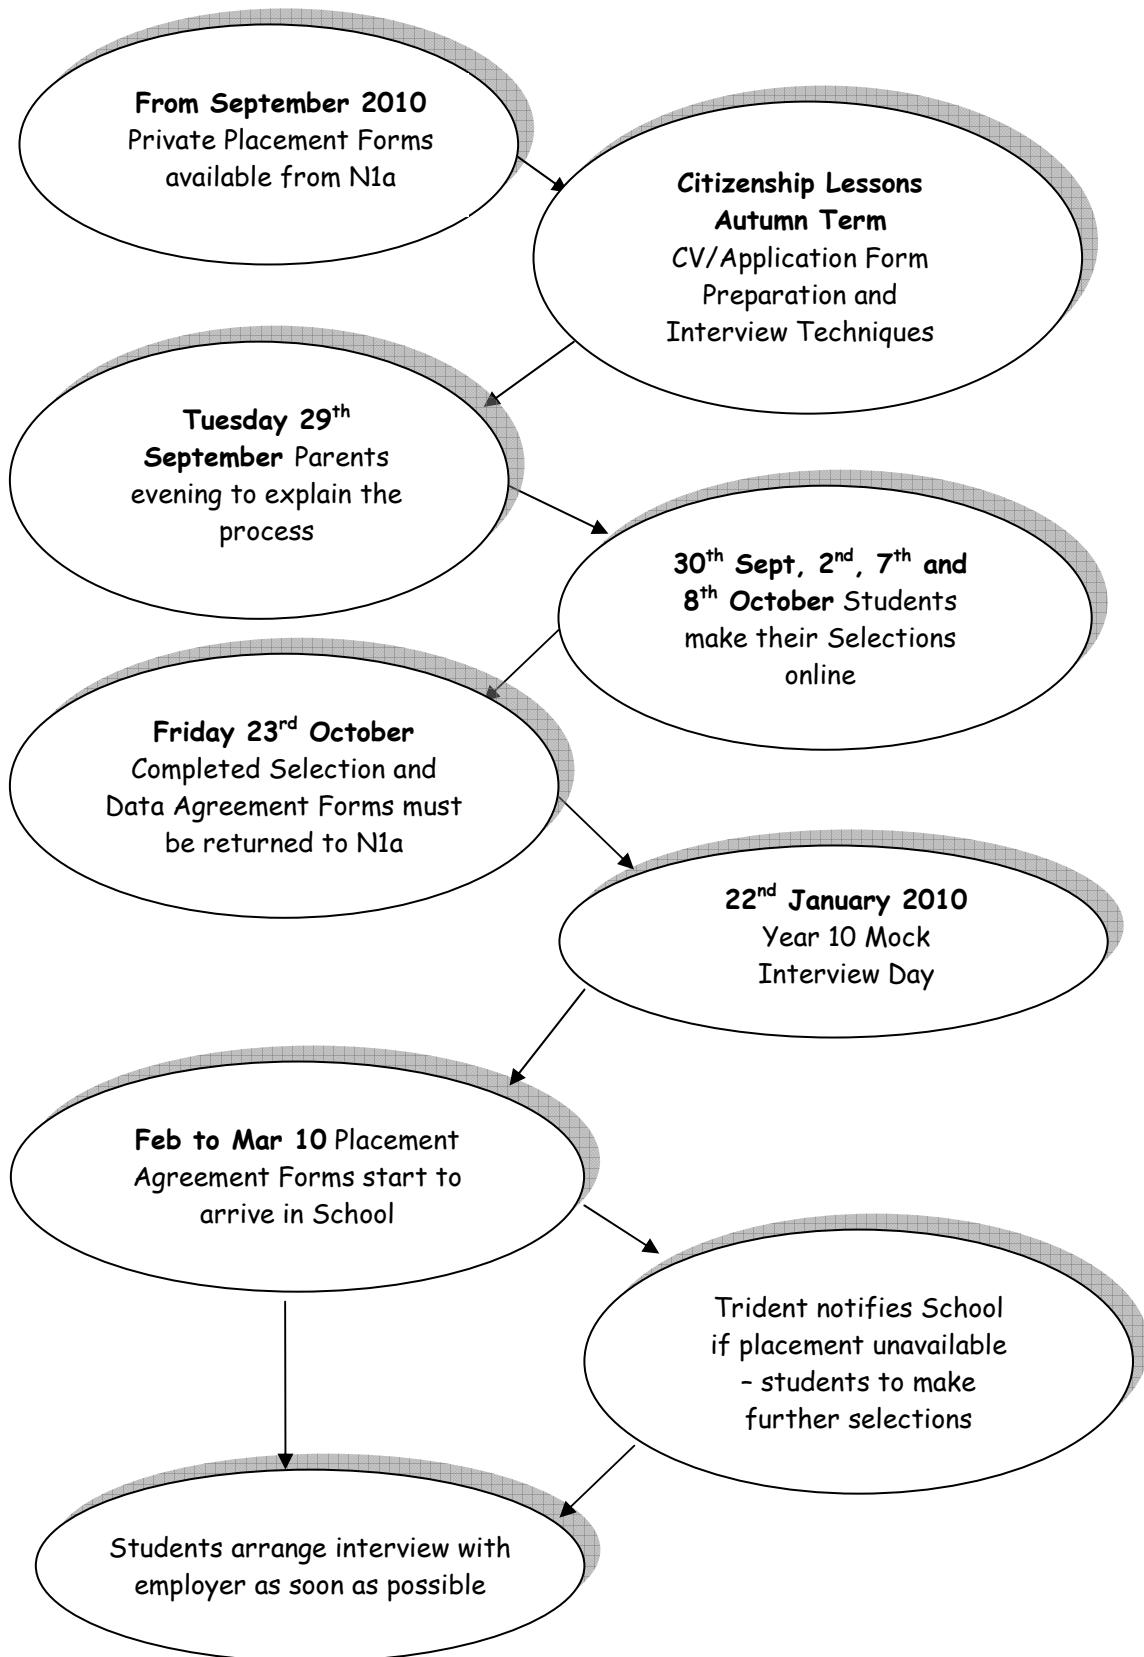 From September 2010
Private Placement Forms
available from N1a
Citizenship Lessons
Autumn Term
CV/Application Form
Preparation and
Interview Techniques
Tuesday 29th
September Parents
evening to explain the
process
30th Sept, 2nd, 7th and
8th October Students
make their Selections
online
Friday 23rd October
Completed Selection and
Data Agreement Forms must
be returned to N1a
22nd January 2010
Year 10 Mock
Interview Day
Feb to Mar 10 Placement
Agreement Forms start to
arrive in School
Trident notifies School
if placement unavailable
– students to make
further selections
Students arrange interview with
employer as soon as possible